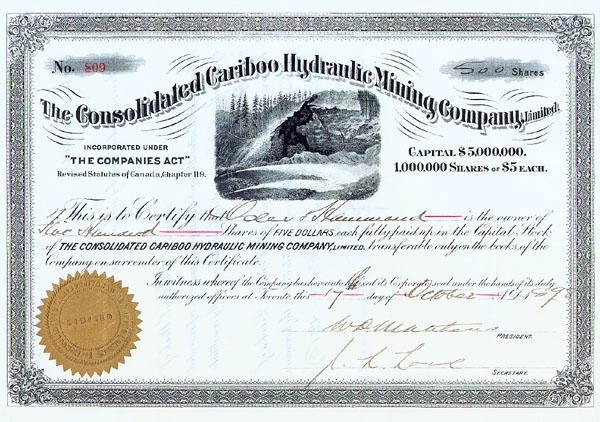 No. 809
500 Shares
The Consolidated Cariboo Hydraulic Mining Company, Limited.
INCORPORATED UNDER
"THE COMPANIES ACT"
Revised Statutes of Canada, Chapter 119.
CAPITAL $5,000,000.
1,000,000 SHARES OF $5 EACH.
This is to Certify that Oscar Hammond is the owner of
Five Hundred Shares of FIVE DOLLARS each fully paid up in the Capital Stock
of THE CONSOLIDATED CARIBOO HYDRAULIC MINING COMPANY, LIMITED. transferable only on the books of the
Company on surrender of this Certificate.
In witness whereof the Company has hereunto affixed its Corporate seal under the hands of its duly
authorized officers at Toronto this 17 day of October 189
PRESIDENT.
LIMITED
SECRETARY.